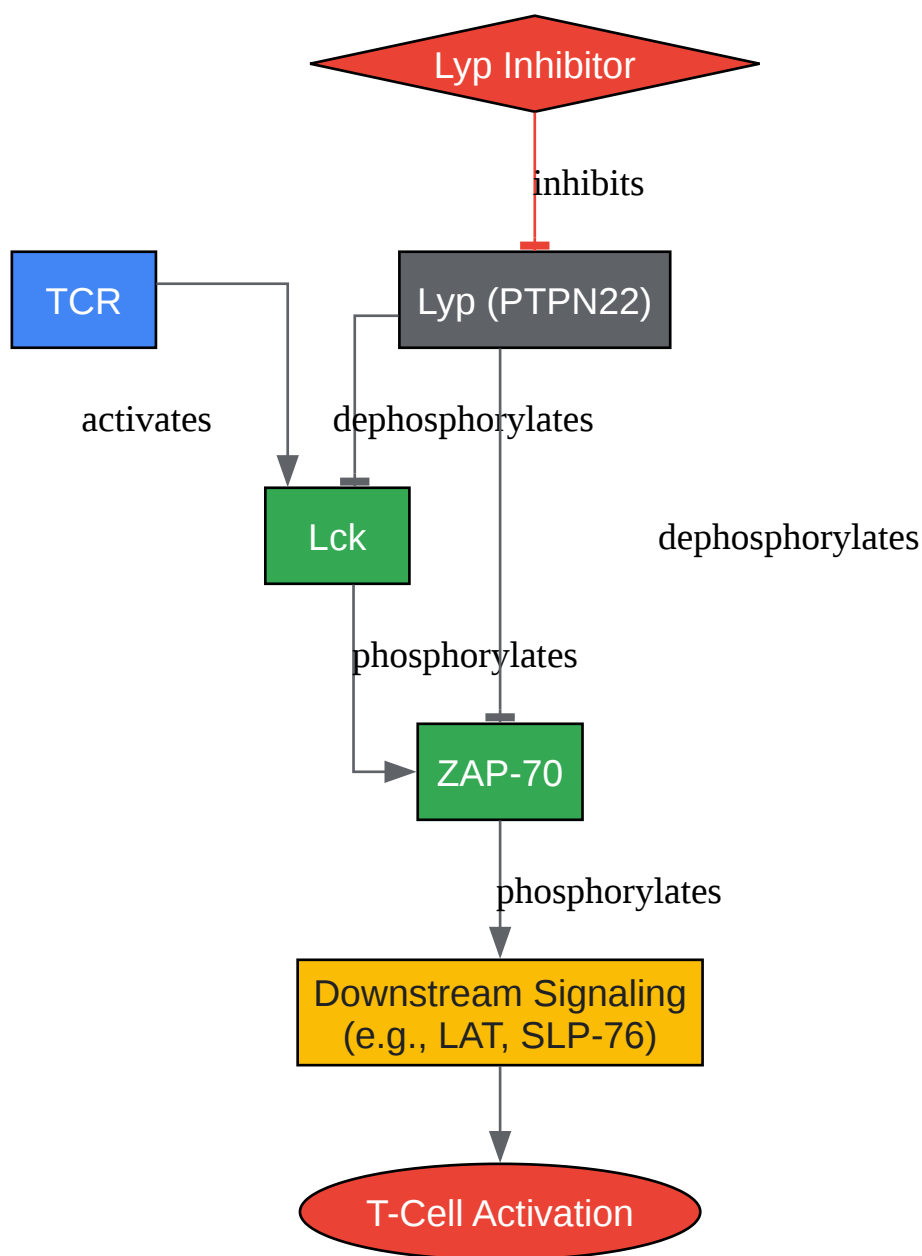 Lyp Inhibitor
inhibits
TCR
Lyp (PTPN22)
activates
dephosphorylates
Lck
dephosphorylates
phosphorylates
ZAP-70
phosphorylates
Downstream Signaling
(e.g., LAT, SLP-76)
T-Cell Activation